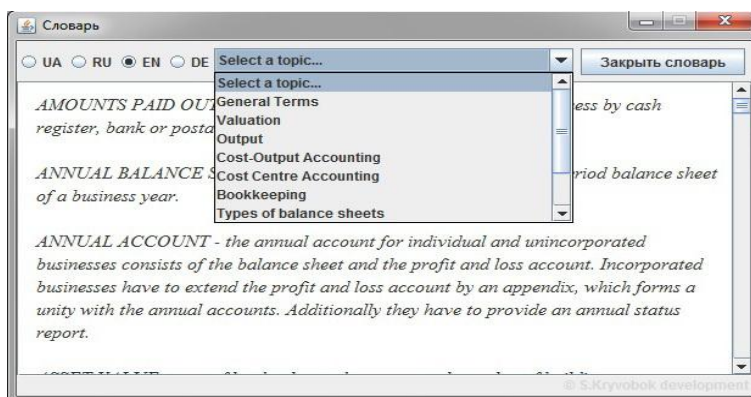 Словарь
UA RU EN DE Select a topic... Закрыть словарь
Select a topic...
General Terms
Valuation
Output
Cost-Output Accounting
Cost Centre Accounting
Bookkeeping
Types of balance sheets
AMOUNTS PAID OUT ess by cash
register, bank or posta
ANNUAL BALANCE S riod balance sheet
of a business year.
ANNUAL ACCOUNT - the annual account for individual and unincorporated
businesses consists of the balance sheet and the profit and loss account. Incorporated
businesses have to extend the profit and loss account by an appendix, which forms a
unity with the annual accounts. Additionally they have to provide an annual status
report.
© S.Kryvobok development